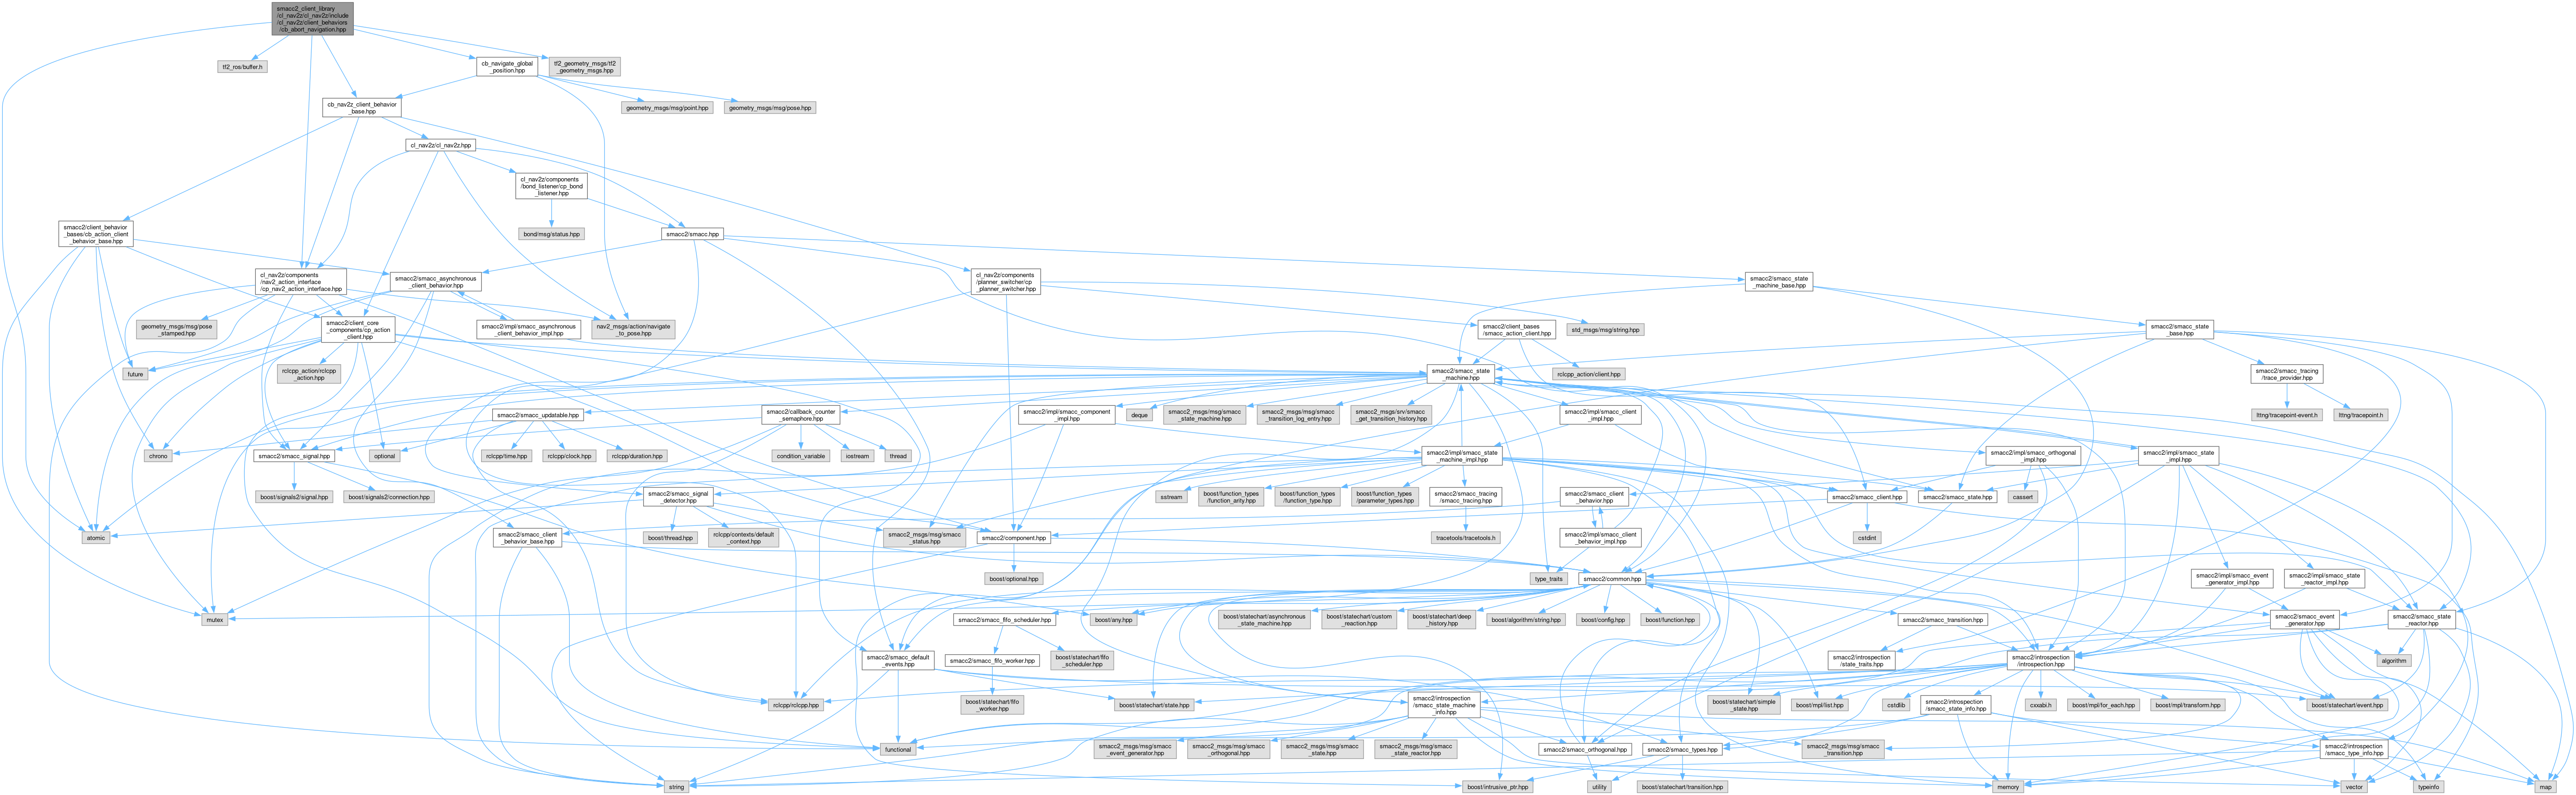 smacc2_client_library
/cl_nav2z/cl_nav2z/include
/cl_nav2z/client_behaviors
/cb_abort_navigation.hpp
tf2_ros/buffer.h
cb_navigate_global
_position.hpp
tf2_geometry_msgs/tf2
_geometry_msgs.hpp
cb_nav2z_client_behavior
_base.hpp
geometry_msgs/msg/point.hpp
geometry_msgs/msg/pose.hpp
cl_nav2z/cl_nav2z.hpp
cl_nav2z/components
/bond_listener/cp_bond
_listener.hpp
smacc2/client_behavior
_bases/cb_action_client
_behavior_base.hpp
bond/msg/status.hpp
smacc2/smacc.hpp
cl_nav2z/components
/nav2_action_interface
/cp_nav2_action_interface.hpp
smacc2/smacc_asynchronous
_client_behavior.hpp
cl_nav2z/components
/planner_switcher/cp
_planner_switcher.hpp
smacc2/smacc_state
_machine_base.hpp
geometry_msgs/msg/pose
_stamped.hpp
smacc2/client_core
_components/cp_action
_client.hpp
smacc2/impl/smacc_asynchronous
_client_behavior_impl.hpp
nav2_msgs/action/navigate
_to_pose.hpp
smacc2/client_bases
/smacc_action_client.hpp
std_msgs/msg/string.hpp
smacc2/smacc_state
_base.hpp
future
rclcpp_action/rclcpp
_action.hpp
smacc2/smacc_state
_machine.hpp
rclcpp_action/client.hpp
smacc2/smacc_tracing
/trace_provider.hpp
smacc2/smacc_updatable.hpp
smacc2/callback_counter
_semaphore.hpp
smacc2/impl/smacc_component
_impl.hpp
deque
smacc2_msgs/msg/smacc
_state_machine.hpp
smacc2_msgs/msg/smacc
_transition_log_entry.hpp
smacc2_msgs/srv/smacc
_get_transition_history.hpp
smacc2/impl/smacc_client
_impl.hpp
lttng/tracepoint-event.h
lttng/tracepoint.h
chrono
smacc2/smacc_signal.hpp
optional
rclcpp/time.hpp
rclcpp/clock.hpp
rclcpp/duration.hpp
condition_variable
iostream
thread
smacc2/impl/smacc_state
_machine_impl.hpp
smacc2/impl/smacc_orthogonal
_impl.hpp
smacc2/impl/smacc_state
_impl.hpp
boost/signals2/signal.hpp
boost/signals2/connection.hpp
smacc2/smacc_signal
_detector.hpp
sstream
boost/function_types
/function_arity.hpp
boost/function_types
/function_type.hpp
boost/function_types
/parameter_types.hpp
smacc2/smacc_tracing
/smacc_tracing.hpp
smacc2/smacc_client
_behavior.hpp
smacc2/smacc_client.hpp
smacc2/smacc_state.hpp
cassert
atomic
smacc2/smacc_client
_behavior_base.hpp
boost/thread.hpp
rclcpp/contexts/default
_context.hpp
smacc2_msgs/msg/smacc
_status.hpp
smacc2/component.hpp
tracetools/tracetools.h
smacc2/impl/smacc_client
_behavior_impl.hpp
cstdint
boost/optional.hpp
type_traits
smacc2/common.hpp
smacc2/impl/smacc_event
_generator_impl.hpp
smacc2/impl/smacc_state
_reactor_impl.hpp
mutex
boost/any.hpp
smacc2/smacc_fifo_scheduler.hpp
boost/statechart/asynchronous
_state_machine.hpp
boost/statechart/custom
_reaction.hpp
boost/statechart/deep
_history.hpp
boost/algorithm/string.hpp
boost/config.hpp
boost/function.hpp
smacc2/smacc_transition.hpp
smacc2/smacc_event
_generator.hpp
smacc2/smacc_state
_reactor.hpp
smacc2/smacc_default
_events.hpp
smacc2/smacc_fifo_worker.hpp
boost/statechart/fifo
_scheduler.hpp
smacc2/introspection
/state_traits.hpp
smacc2/introspection
/introspection.hpp
algorithm
rclcpp/rclcpp.hpp
boost/statechart/state.hpp
boost/statechart/fifo
_worker.hpp
smacc2/introspection
/smacc_state_machine
_info.hpp
boost/statechart/simple
_state.hpp
boost/mpl/list.hpp
cstdlib
smacc2/introspection
/smacc_state_info.hpp
cxxabi.h
boost/mpl/for_each.hpp
boost/mpl/transform.hpp
boost/statechart/event.hpp
functional
smacc2_msgs/msg/smacc
_event_generator.hpp
smacc2_msgs/msg/smacc
_orthogonal.hpp
smacc2_msgs/msg/smacc
_state.hpp
smacc2_msgs/msg/smacc
_state_reactor.hpp
smacc2/smacc_orthogonal.hpp
smacc2/smacc_types.hpp
smacc2_msgs/msg/smacc
_transition.hpp
smacc2/introspection
/smacc_type_info.hpp
string
boost/intrusive_ptr.hpp
utility
boost/statechart/transition.hpp
memory
vector
typeinfo
map